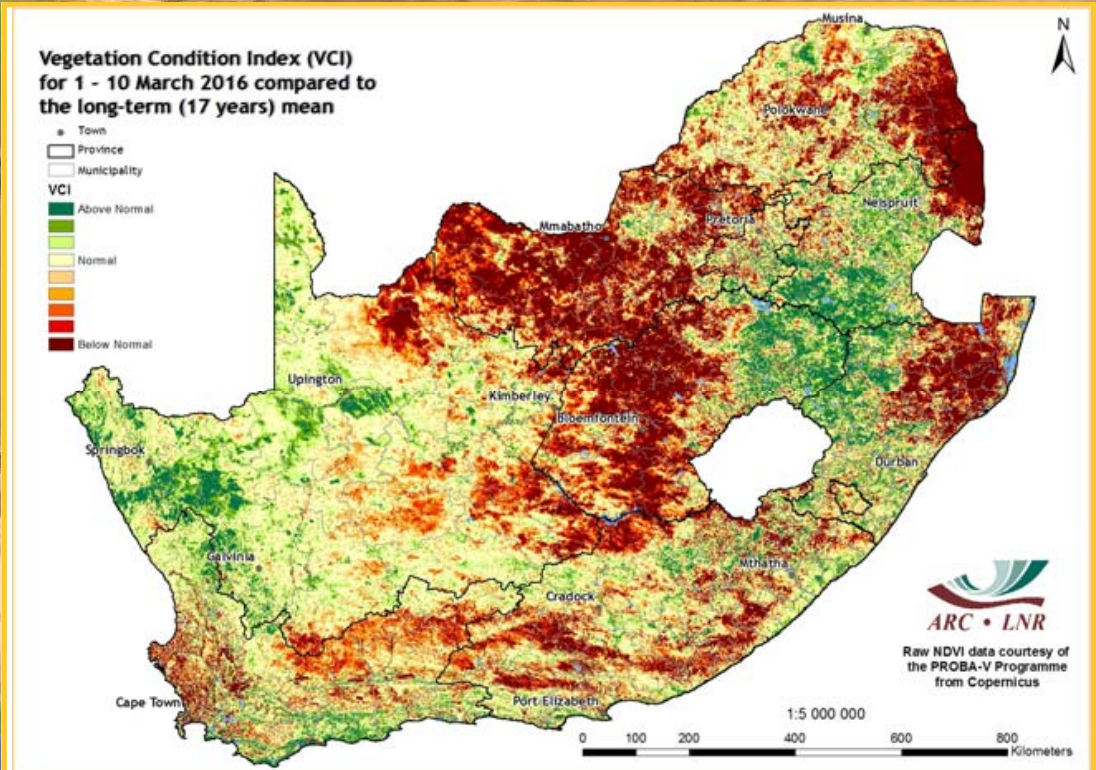 Vegetation Condition Index (VCI)
for 1 - 10 March 2016 compared to
the long-term (17 years) mean
Town
Province
Municipality
VCI
Above Normal
Normal
Below Normal
N
Musina
Polokwane
Nelspruit
Pretoria
Mmabatho
Upington
Kimberley
Bloemfontein
Springbok
Durban
Galvinia
Mthatha
Cradock
Cape Town
Port Elizabeth
ARC • LNR
Raw NDVI data courtesy of
the PROBA-V Programme
from Copernicus
1:5 000 000
0 100 200 400 600 800
Kilometers